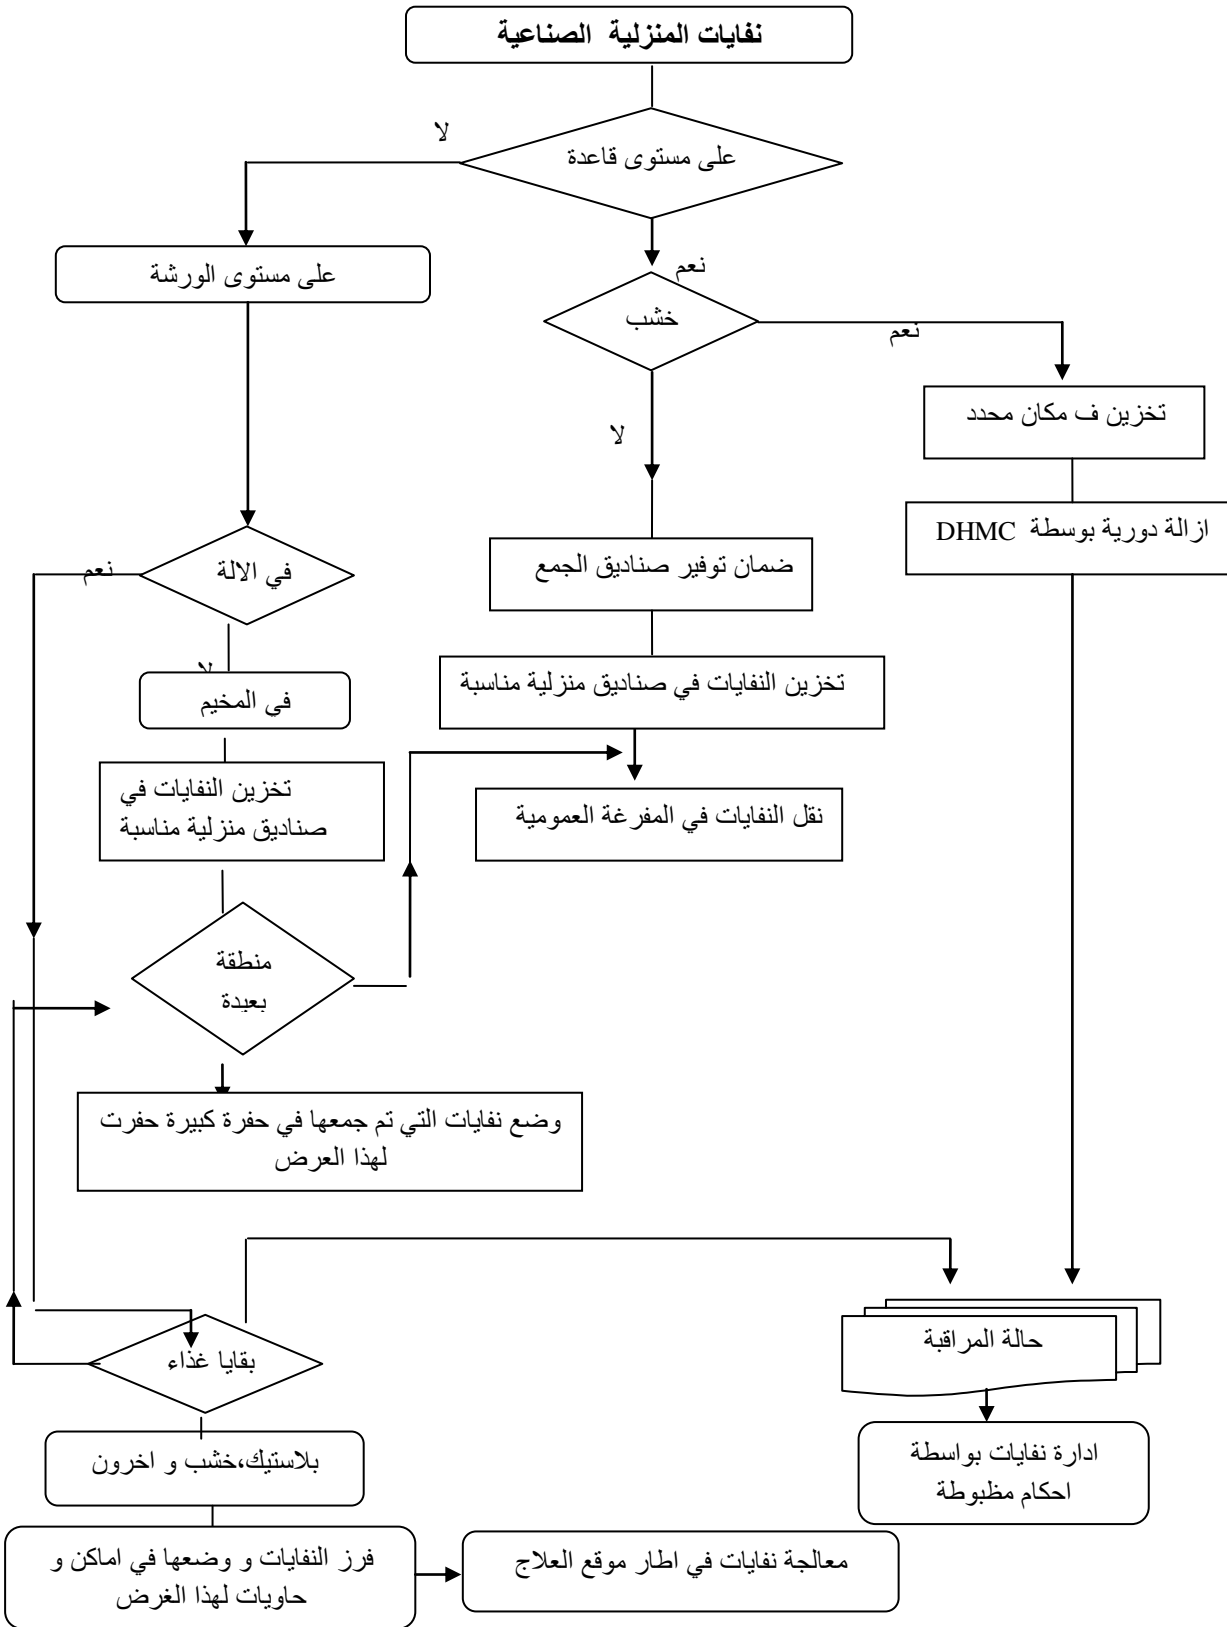 نفايات المنزلية الصناعية
على مستوى قاعدة
لا
نعم
على مستوى الورشة
خشب
نعم
لا
تخزين ف مكان محدد
ازالة دورية بوسطة DHMC
في الالة
نعم
لا
ضمان توفير صناديق الجمع
في المخيم
تخزين النفايات في صناديق منزلية مناسبة
تخزين النفايات في
صناديق منزلية مناسبة
نقل النفايات في المفرغة العمومية
منطقة
بعيدة
وضع نفايات التي تم جمعها في حفرة كبيرة حفرت
لهذا العرض
بقايا غذاء
حالة المراقبة
بلاستيك،خشب و اخرون
ادارة نفايات بواسطة
احكام مظبوطة
فرز النفايات و وضعها في اماكن و
حاويات لهذا الغرض
معالجة نفايات في اطار موقع العلاج